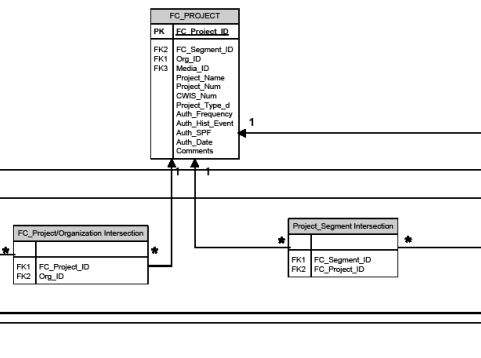 FC_PROJECT
PK FC_Project_ID
FK2 FC_Segment_ID
FK1 Org_ID
FK3 Media_ID
Project_Name
Project_Num
CWIS_Num
Project_Type_d
Auth_Frequency
Auth_Hist_Event
Auth_SPF
Auth_Date
Comments
1
1
1
FC_Project/Organization Intersection
* *
FK1 FC_Project_ID
FK2 Org_ID
Project_Segment Intersection
* *
FK1 FC_Segment_ID
FK2 FC_Project_ID